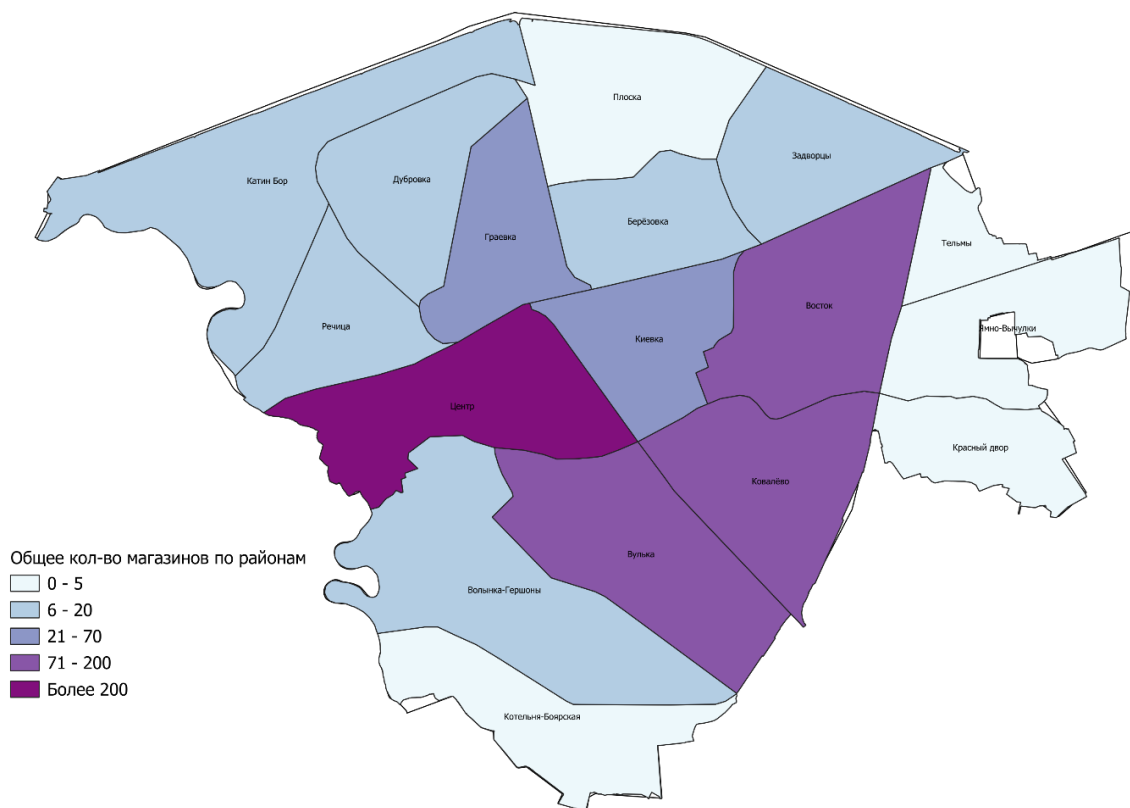 Плоска
Задворцы
Катин Бор
Дубровка
Берёзовка
Граевка
Тельмы
Восток
Речица
Ямно-Вычулки
Киевка
Центр
Красный двор
Ковалёво
Вулька
Волынка-Гершоны
Котельня-Боярская
Общее кол-во магазинов по районам
0 - 5
6 - 20
21 - 70
71 - 200
Более 200